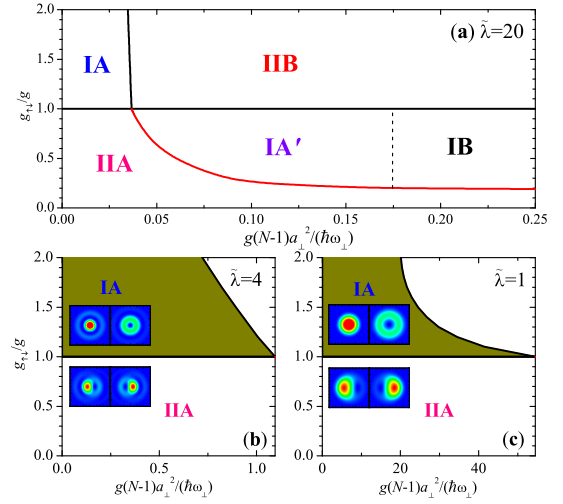 2.0
(a) λ̃=20
IA
IIB
1.5
g↑↓/g
1.0
IIA
IA′
IB
0.5
0.0
0.00 0.05 0.10 0.15 0.20 0.25
g(N-1)a⊥²/(ħω⊥)
2.0
λ̃=4
IA
1.5
g↑↓/g
1.0
0.5
IIA
(b)
0.0
0.0 0.5 1.0
g(N-1)a⊥²/(ħω⊥)
2.0
λ̃=1
IA
1.5
1.0
0.5
IIA
(c)
0.0
0 20 40
g(N-1)a⊥²/(ħω⊥)